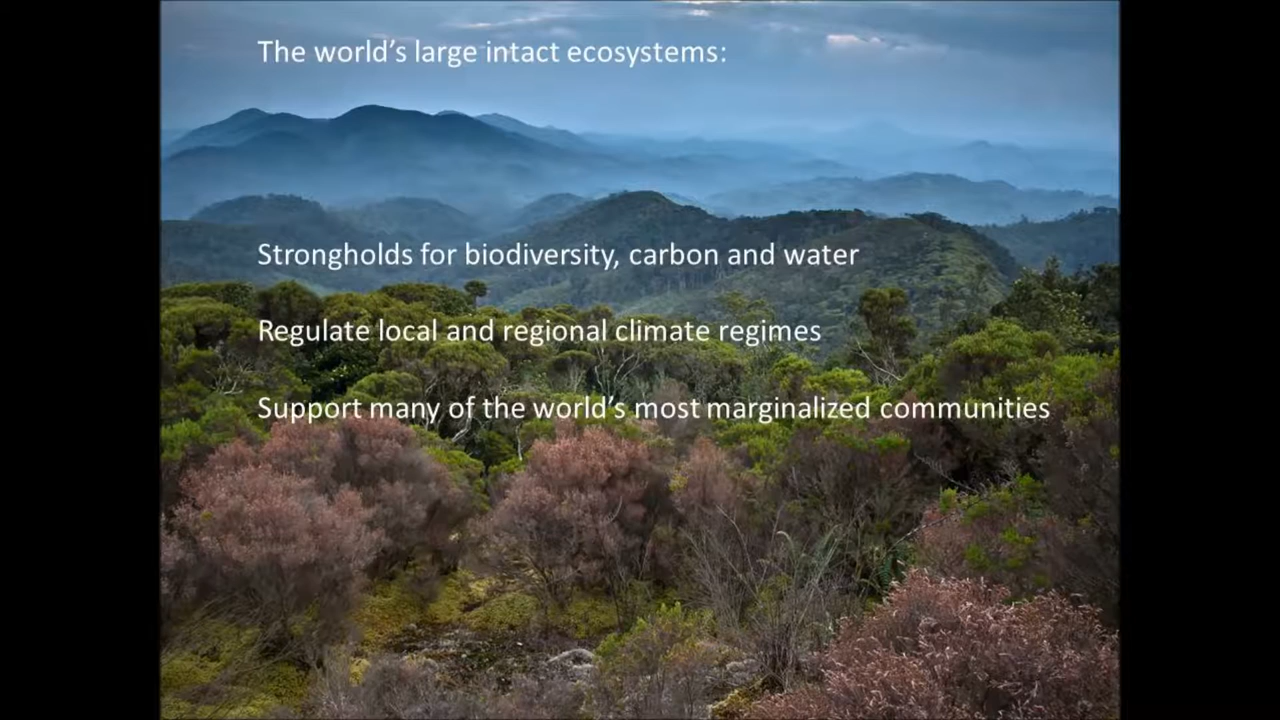 The world’s large intact ecosystems:
Strongholds for biodiversity, carbon and water
Regulate local and regional climate regimes
Support many of the world’s most marginalized communities